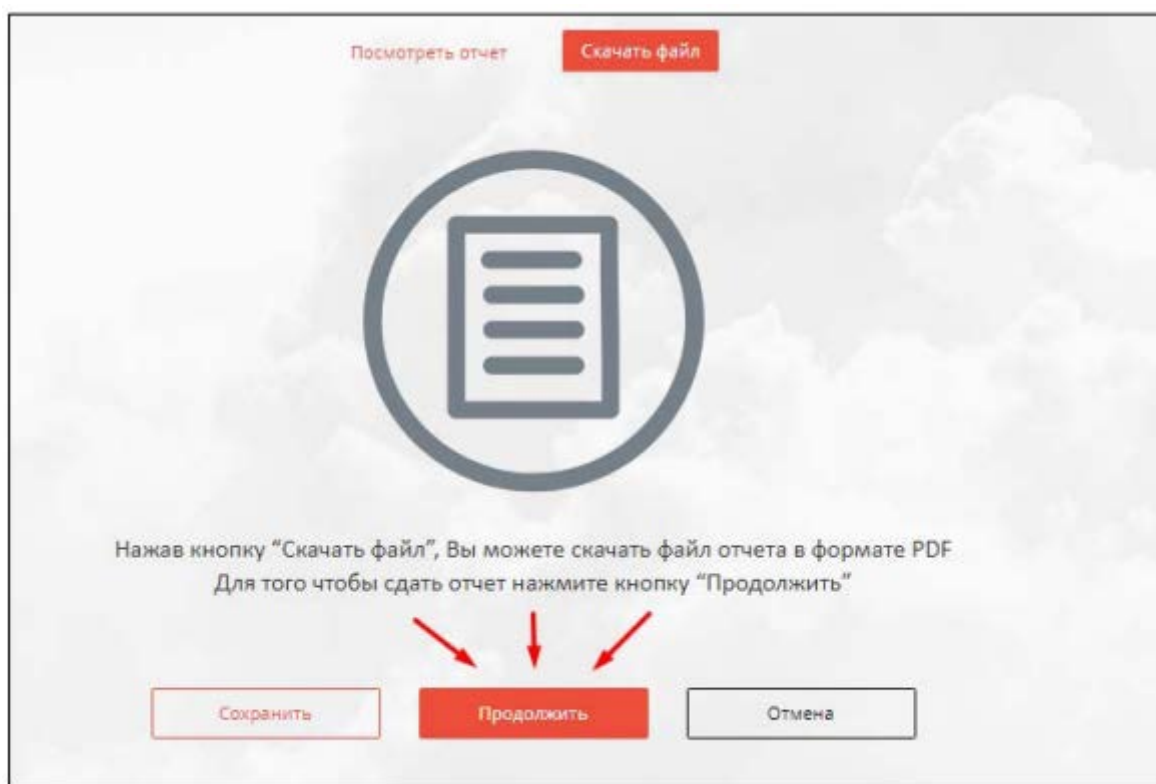 Посмотреть отчет
Скачать файл
Нажав кнопку “Скачать файл”, Вы можете скачать файл отчета в формате PDF
Для того чтобы сдать отчет нажмите кнопку “Продолжить”
Сохранить
Продолжить
Отмена